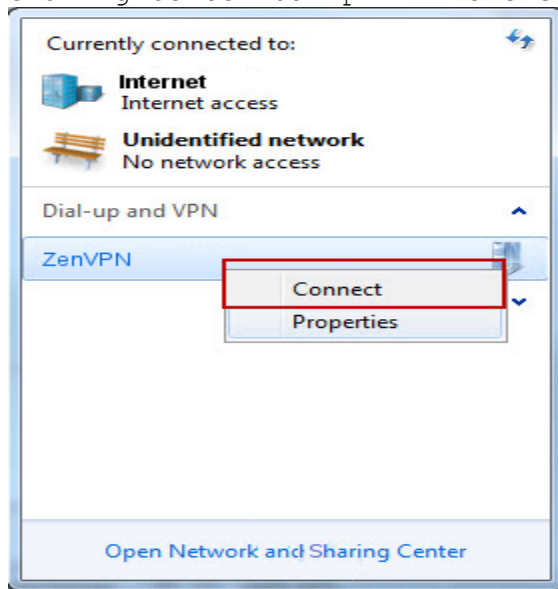 Currently connected to:
Internet
Internet access
Unidentified network
No network access
Dial-up and VPN
ZenVPN
Connect
Properties
Open Network and Sharing Center